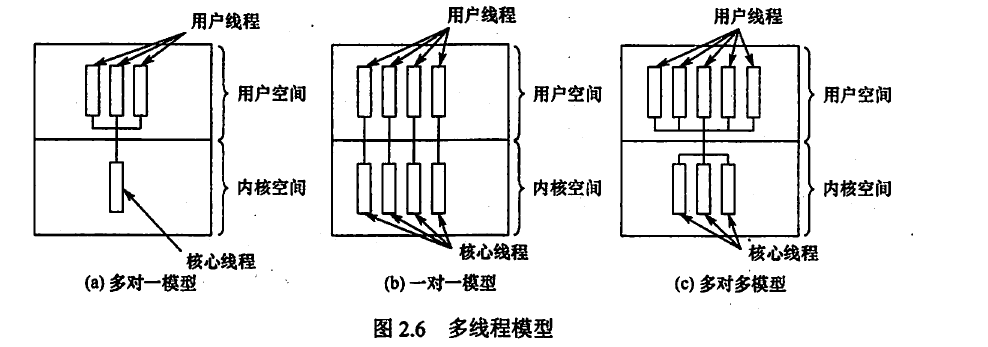 用户线程
用户线程
用户线程
用户空间
用户空间
用户空间
内核空间
内核空间
内核空间
核心线程
核心线程
核心线程
(a) 多对一模型
(b) 一对一模型
(c) 多对多模型
图 2.6 多线程模型